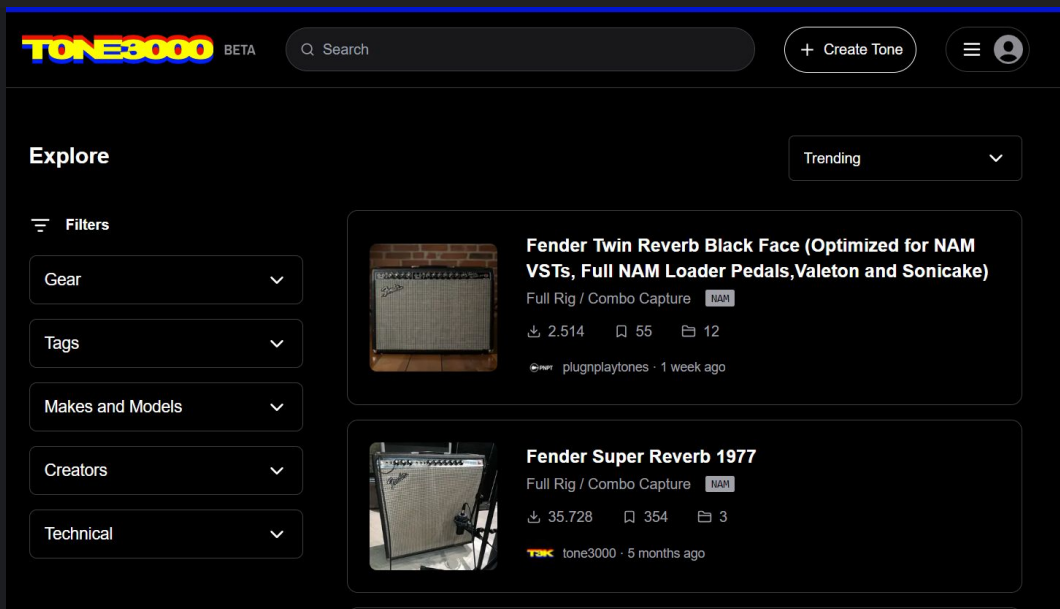 TONE3000 BETA
Search
+ Create Tone
Explore
Trending
Filters
Gear
Tags
Makes and Models
Creators
Technical
Fender Twin Reverb Black Face (Optimized for NAM
VSTs, Full NAM Loader Pedals,Valeton and Sonicake)
Full Rig / Combo Capture NAM
2.514 55 12
PNPT plugnplaytones · 1 week ago
Fender
Fender Super Reverb 1977
Full Rig / Combo Capture NAM
35.728 354 3
T3K tone3000 · 5 months ago
Fender